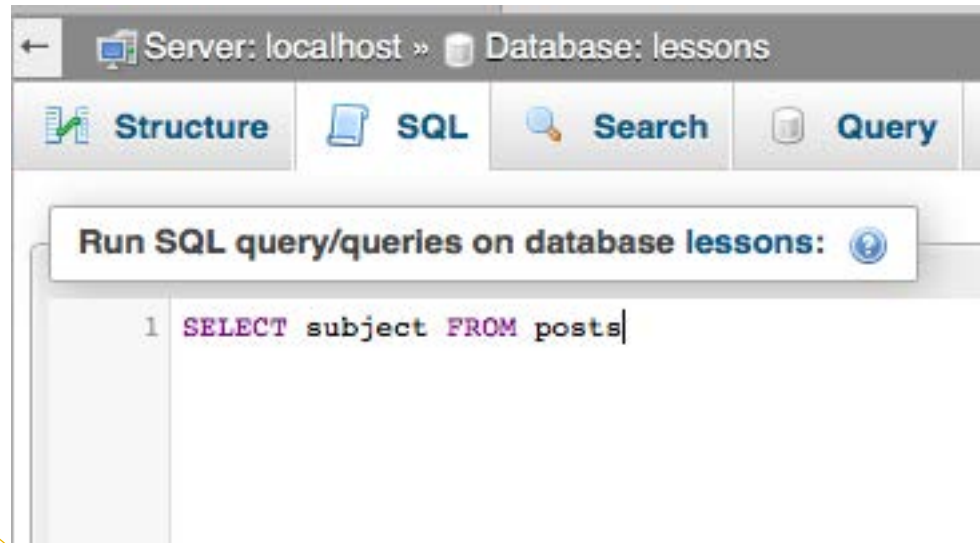 ← Server: localhost » Database: lessons
Structure SQL Search Query
Run SQL query/queries on database lessons:
1 SELECT subject FROM posts